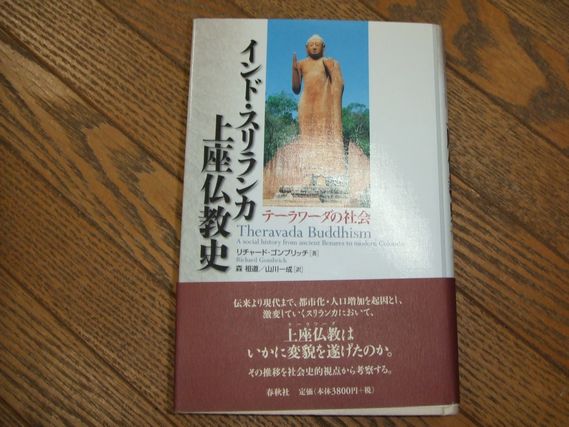 インド・スリランカ
上座仏教史
テーラワーダの社会
Theravada Buddhism
A social history from ancient Benares to modern Colombo
リチャード・ゴンブリッチ[著]
Richard Gombrich
森 祖道/山川一成[訳]
伝来より現代まで、都市化・人口増加を起因とし、
激変していくスリランカにおいて、
テーラワーダ
上座仏教は
いかに変貌を遂げたのか。
その推移を社会史的視点から考察する。
春秋社 定価(本体3800円+税)